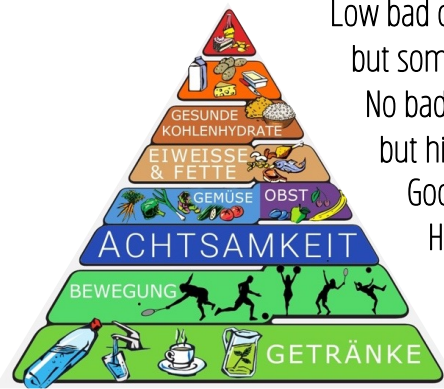 Low bad
but som
No bad
but hi
Goo
H
GESUNDE
KOHLENHYDRATE
EIWEISSE
& FETTE
GEMÜSE OBST
ACHTSAMKEIT
BEWEGUNG
GETRÄNKE